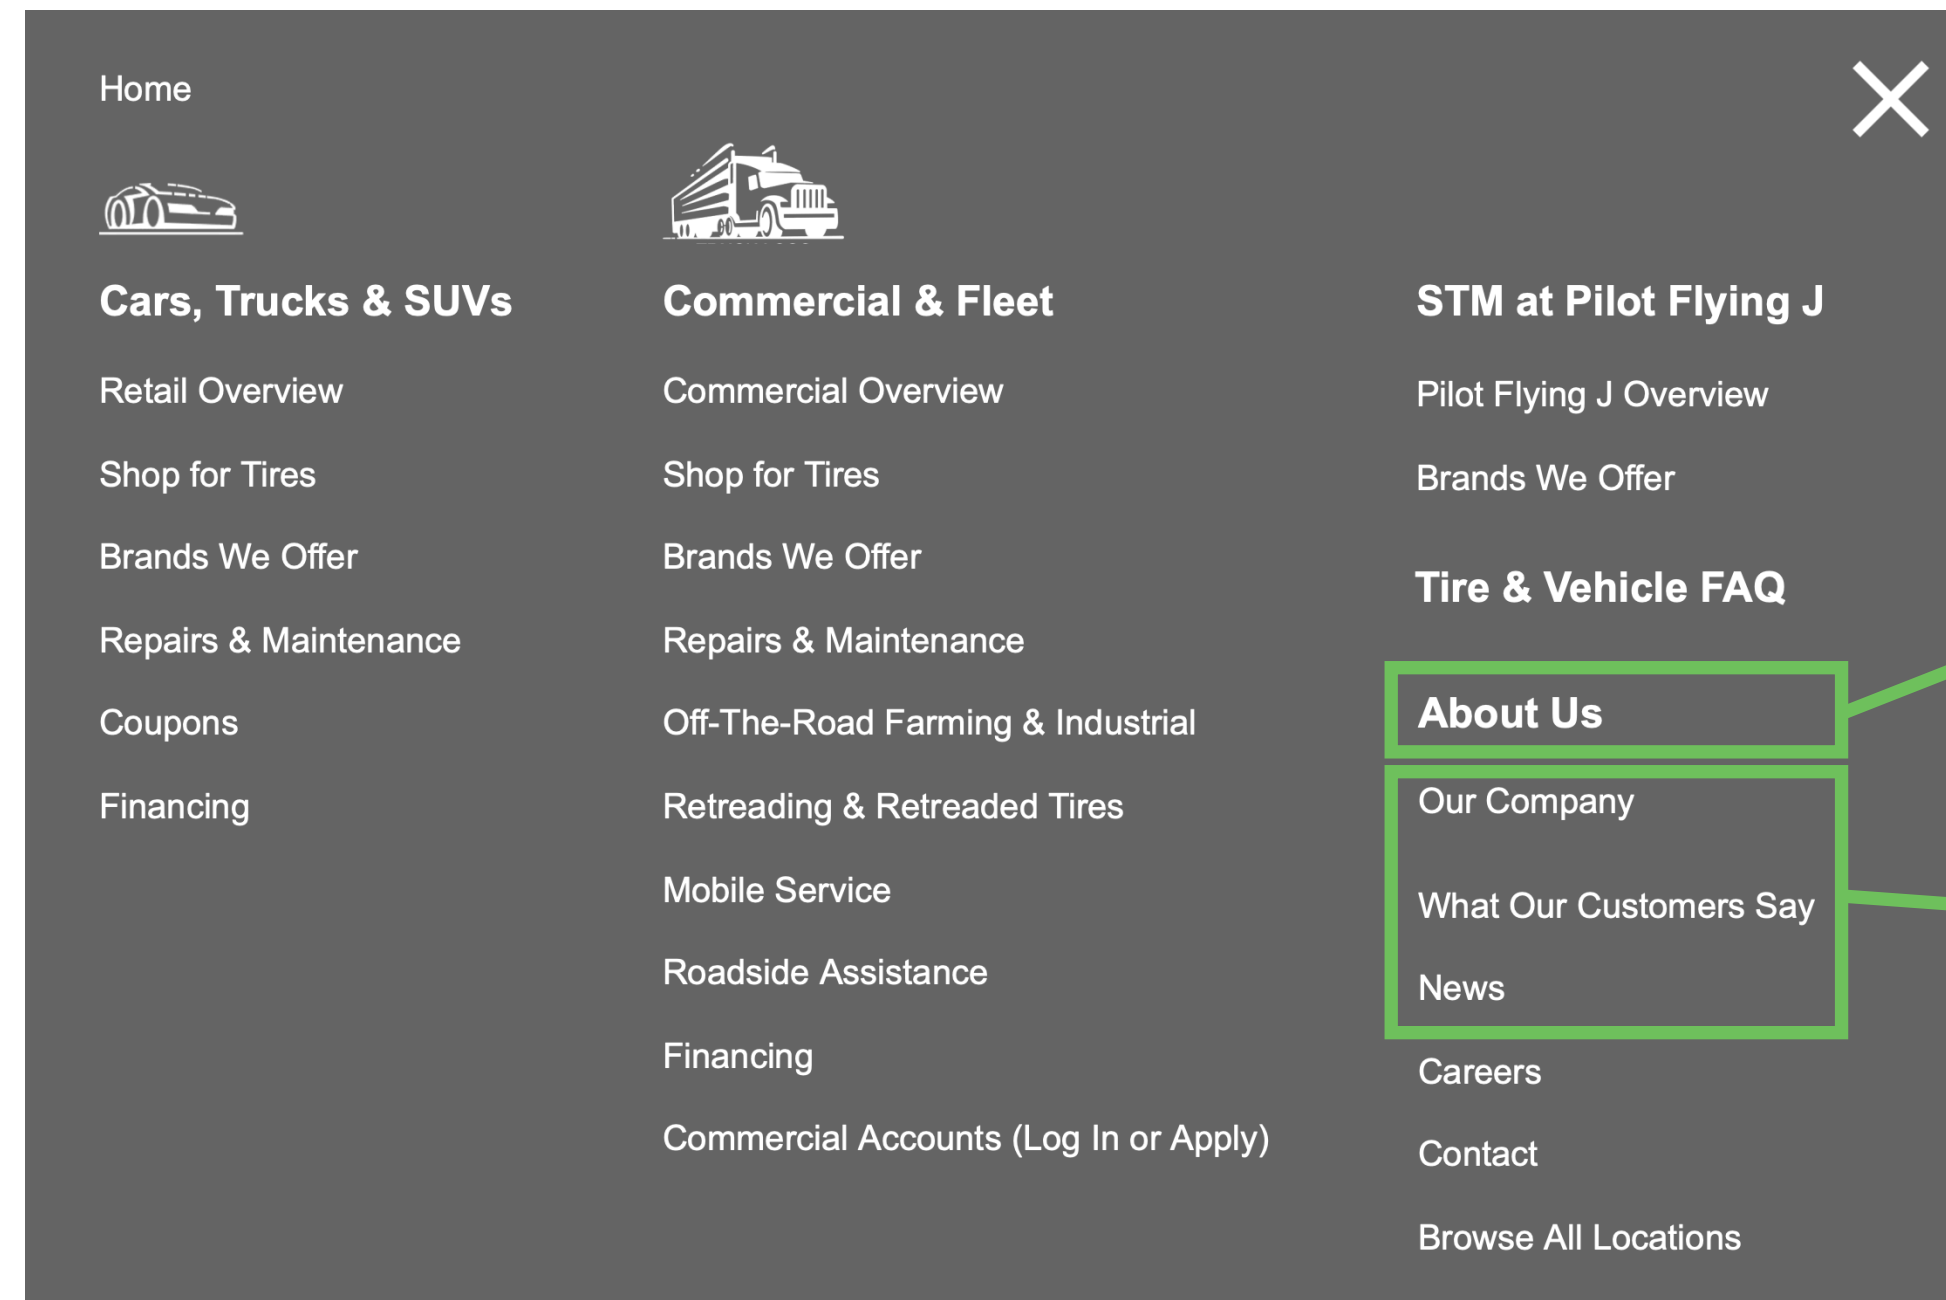 Home
Cars, Trucks & SUVs
Retail Overview
Shop for Tires
Brands We Offer
Repairs & Maintenance
Coupons
Financing
Commercial & Fleet
Commercial Overview
Shop for Tires
Brands We Offer
Repairs & Maintenance
Off-The-Road Farming & Industrial
Retreading & Retreaded Tires
Mobile Service
Roadside Assistance
Financing
Commercial Accounts (Log In or Apply)
STM at Pilot Flying J
Pilot Flying J Overview
Brands We Offer
Tire & Vehicle FAQ
About Us
Our Company
What Our Customers Say
News
Careers
Contact
Browse All Locations